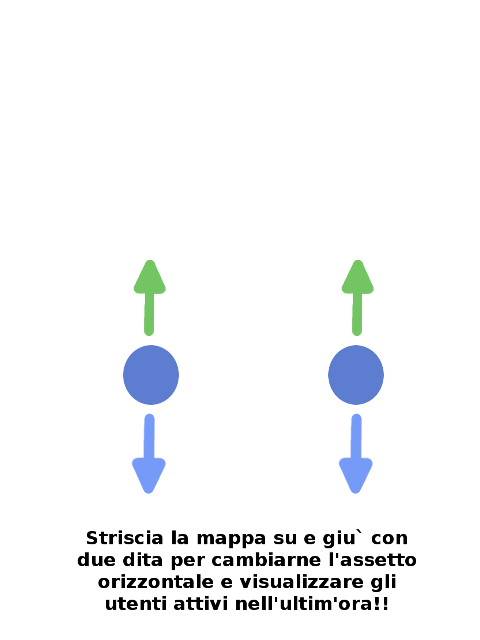 Striscia la mappa su e giu` con
due dita per cambiarne l'assetto
orizzontale e visualizzare gli
utenti attivi nell'ultim'ora!!